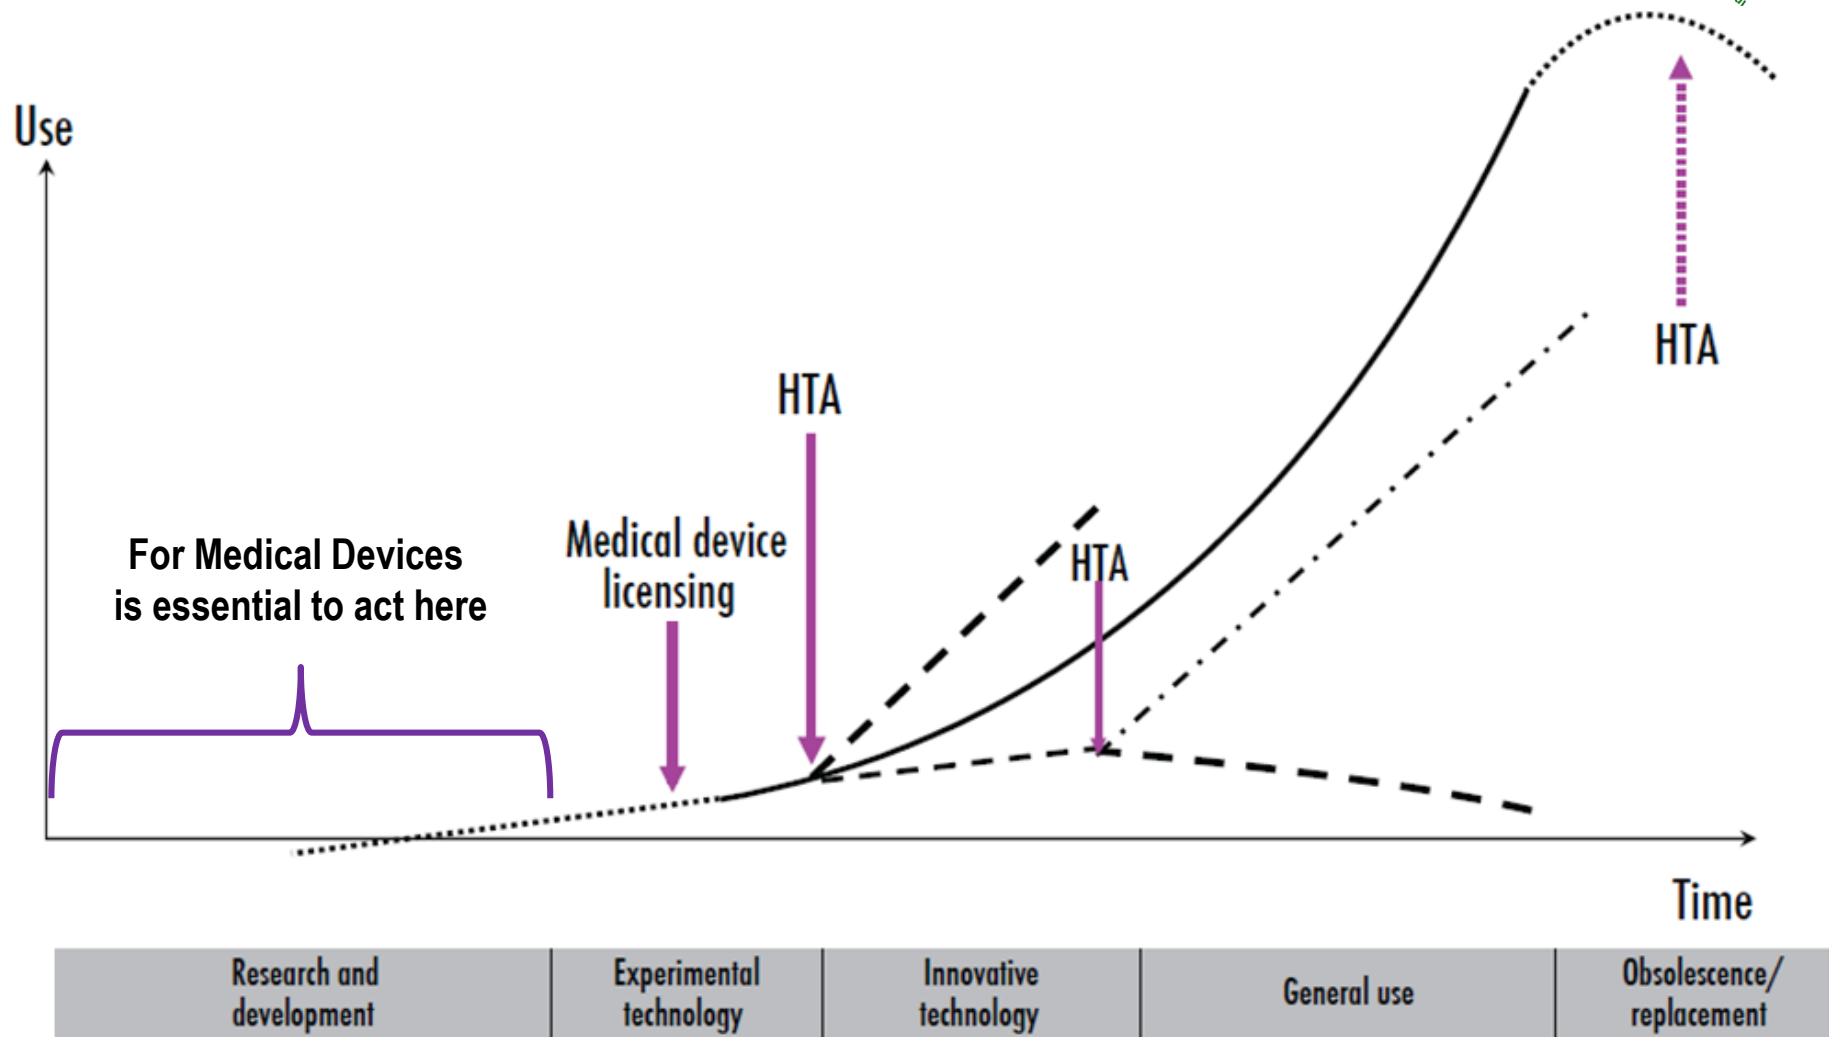 Use
HTA
HTA
Medical device
licensing
HTA
For Medical Devices
is essential to act here
Time
Research and
development
Experimental
technology
Innovative
technology
General use
Obsolescence/
replacement